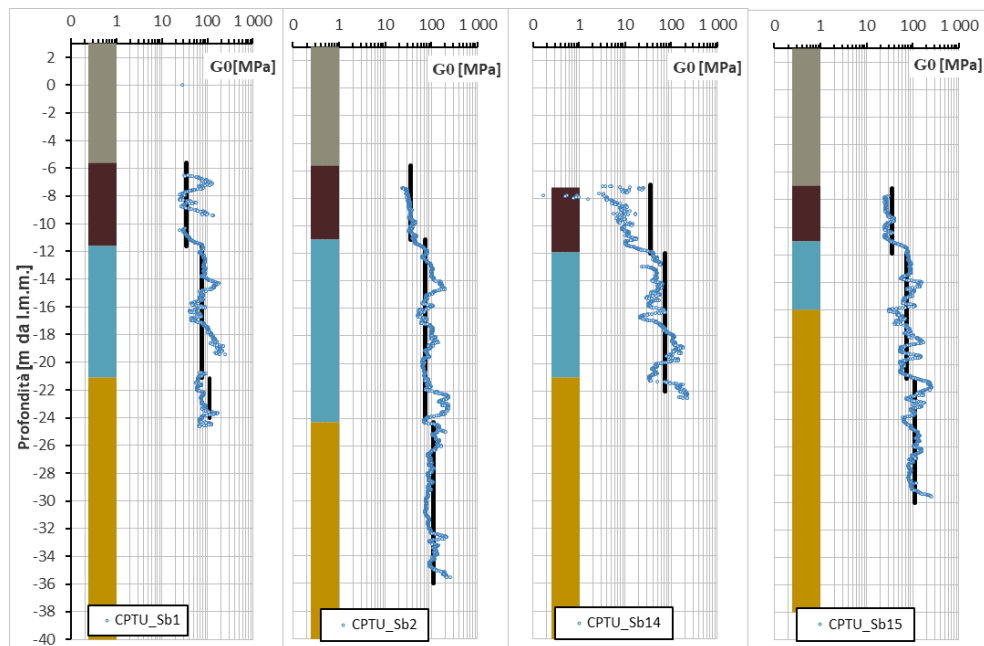 0 1 10 100 1 000
G0 [MPa]
2
0
-2
-4
-6
-8
-10
-12
-14
-16
-18
-20
-22
-24
-26
-28
-30
-32
-34
-36
-38
-40
Profondità [m da l.m.m.]
CPTU_Sb1
0 1 10 100 1 000
G0 [MPa]
CPTU_Sb2
0 1 10 100 1 000
G0 [MPa]
CPTU_Sb14
0 1 10 100 1 000
G0 [MPa]
CPTU_Sb15